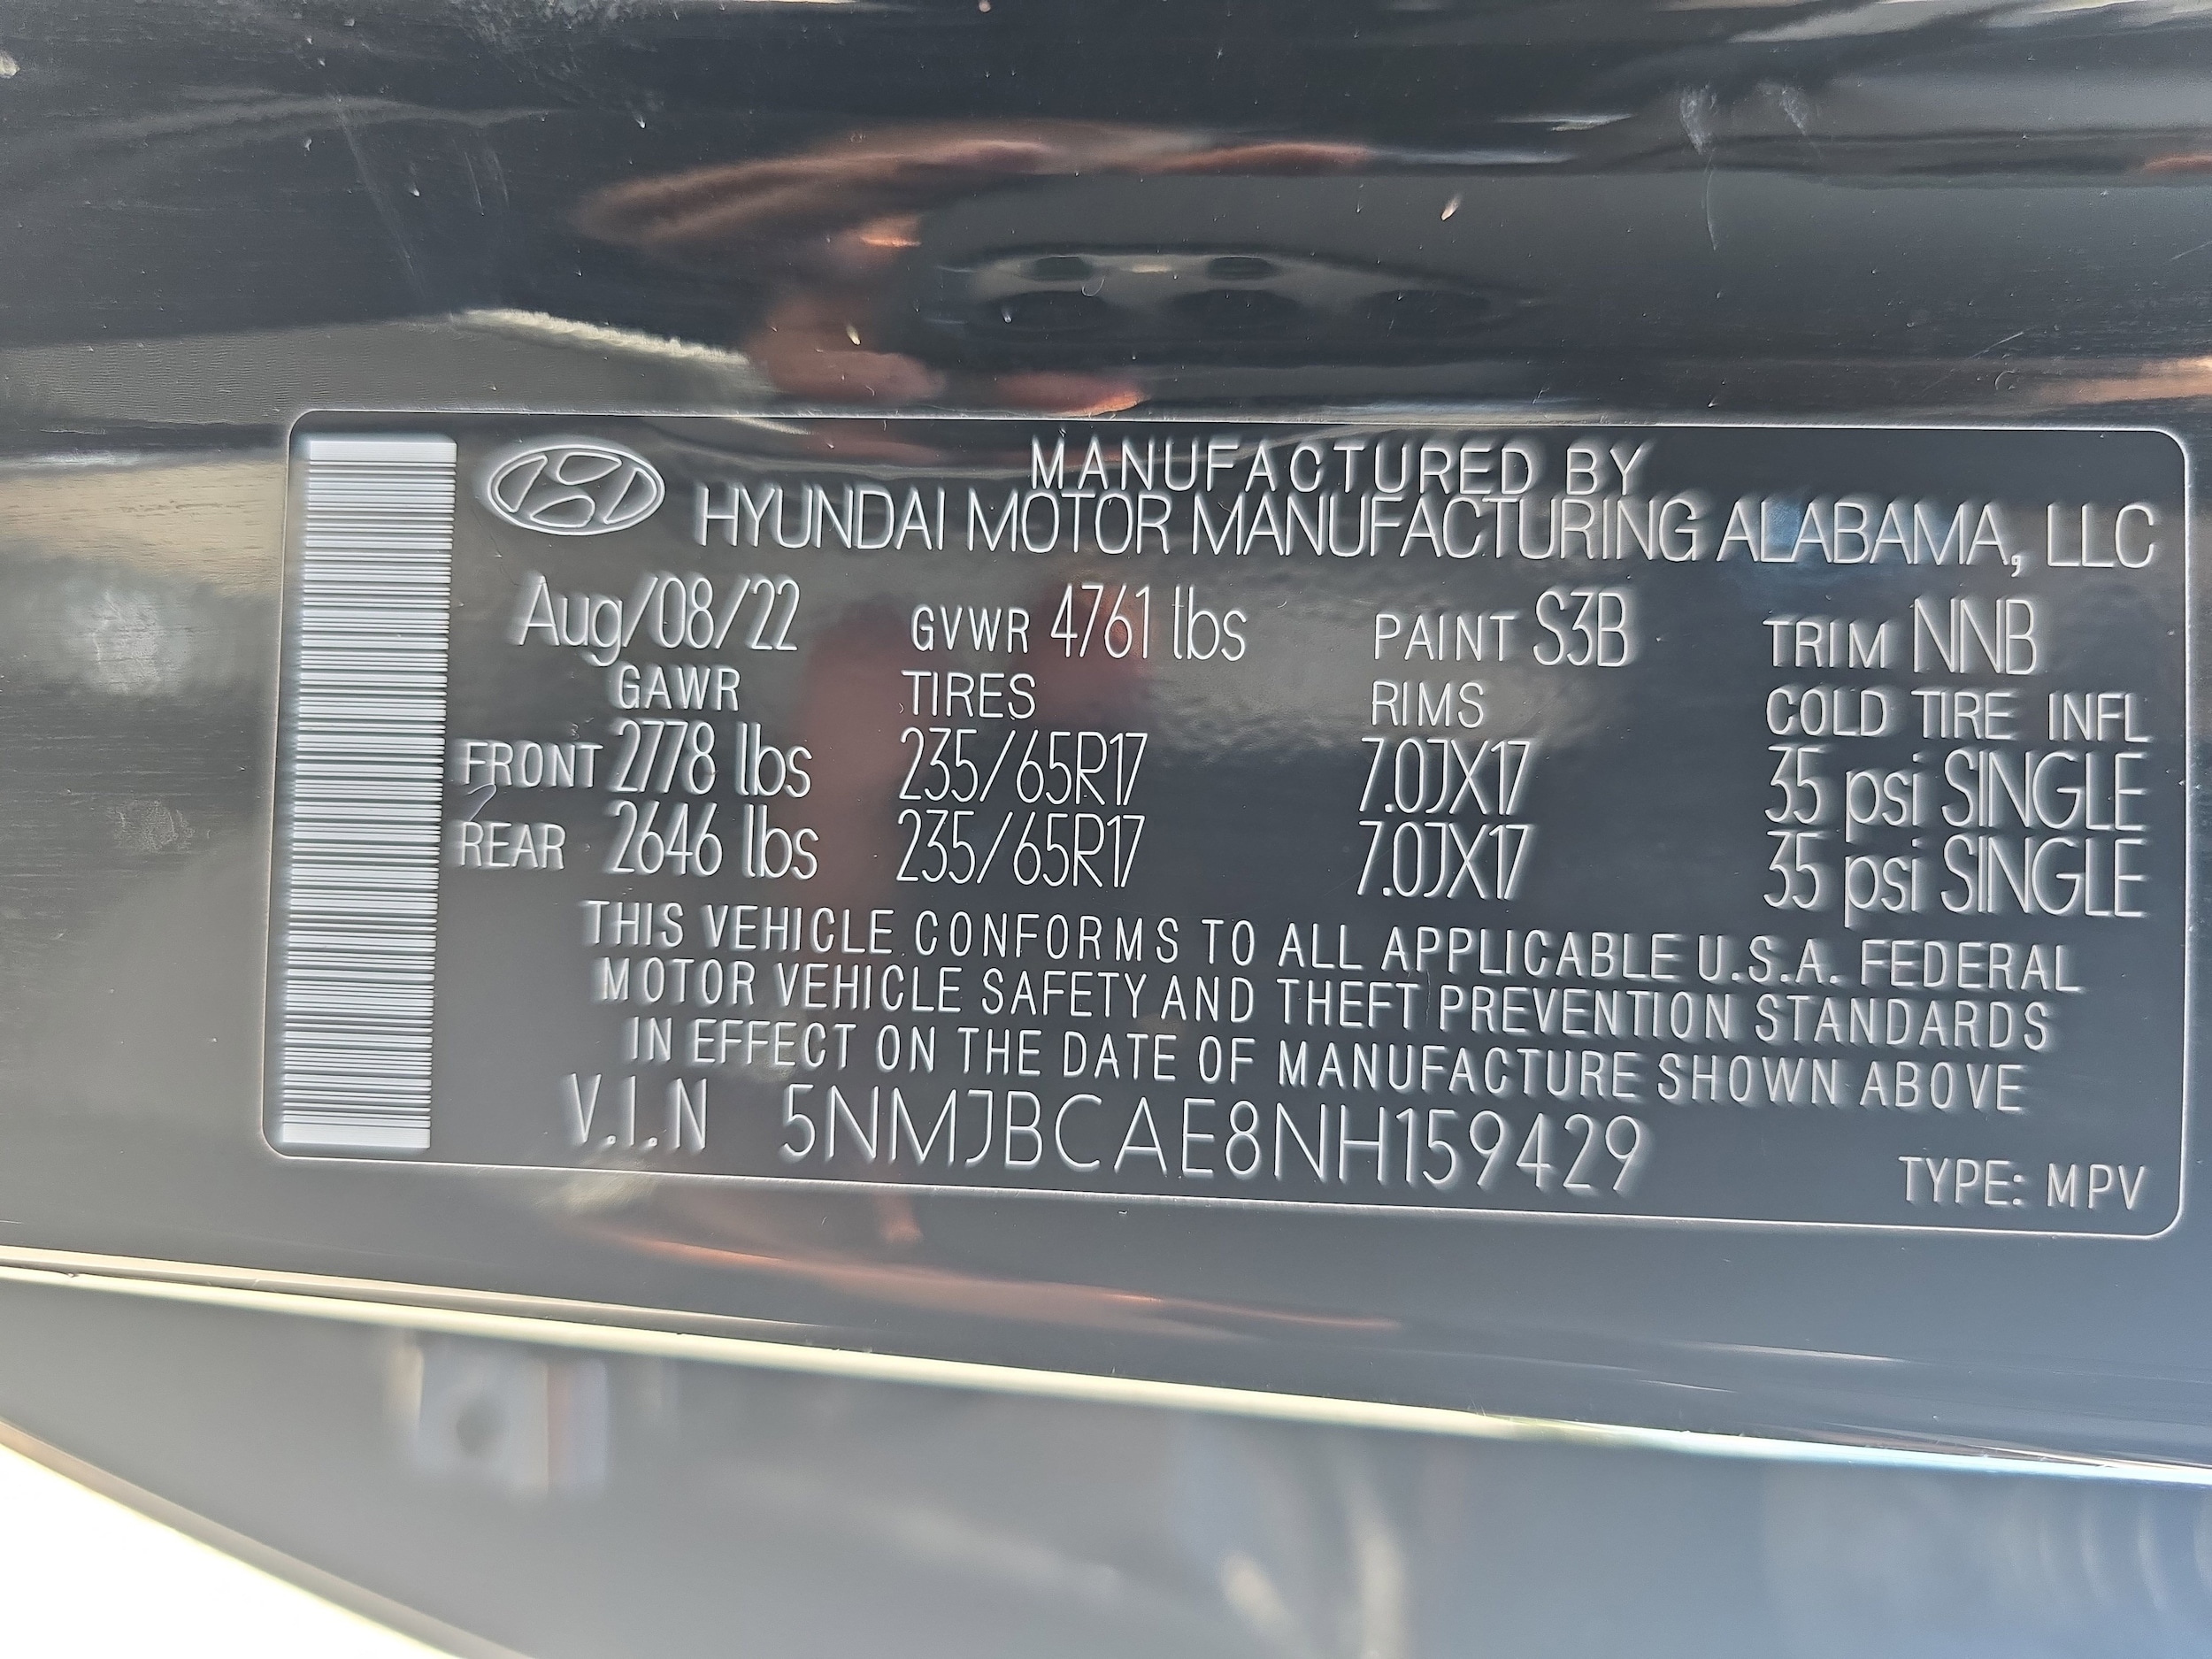 MANUFACTURED BY
HYUNDAI MOTOR MANUFACTURING ALABAMA, LLC
Aug/08/22 GVWR 4761 lbs PAINT S3B TRIM NNB
GAWR TIRES RIMS COLD TIRE INFL
FRONT 2778 lbs 235/65R17 7.0JX17 35 psi SINGLE
REAR 2646 lbs 235/65R17 7.0JX17 35 psi SINGLE
THIS VEHICLE CONFORMS TO ALL APPLICABLE U.S.A. FEDERAL
MOTOR VEHICLE SAFETY AND THEFT PREVENTION STANDARDS
IN EFFECT ON THE DATE OF MANUFACTURE SHOWN ABOVE
V.I.N 5NMJBCAE8NH159429
TYPE: MPV